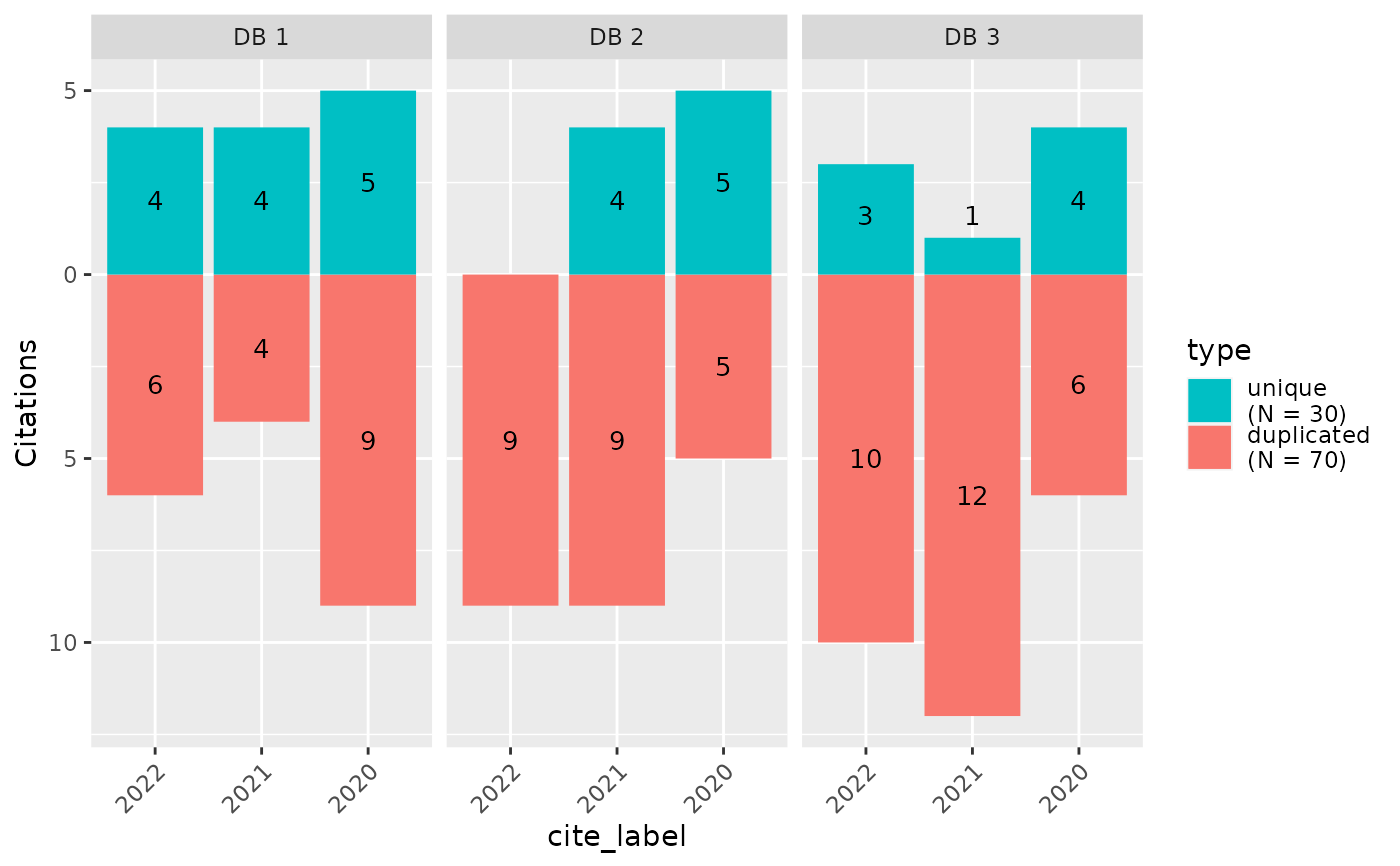 DB 1 DB 2 DB 3
5
4 4 5 4 5 3 1 4
0
6 4 9 9 9 5 10 12 6
5
10
Citations
2022 2021 2020 2022 2021 2020 2022 2021 2020
cite_label
type
unique
(N = 30)
duplicated
(N = 70)